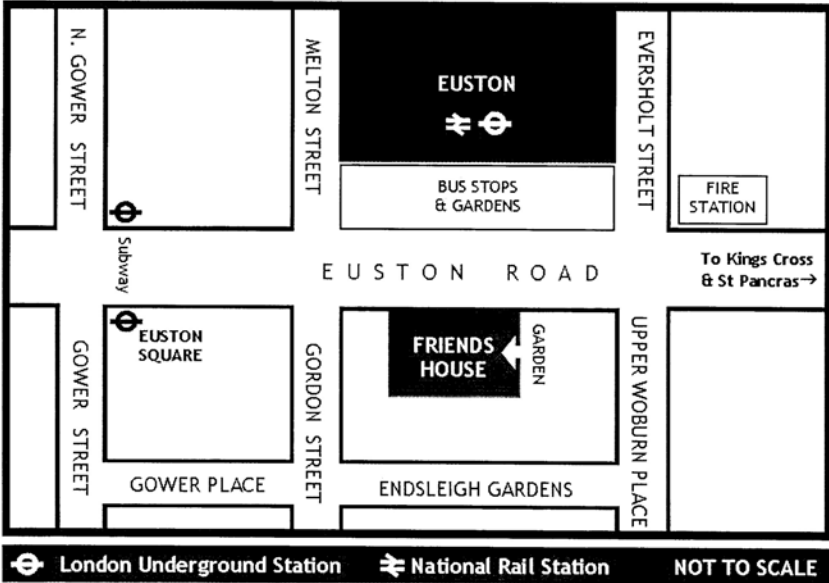 N. GOWER STREET
MELTON STREET
EUSTON
EVERSHOLT STREET
BUS STOPS
& GARDENS
FIRE
STATION
Subway
EUSTON ROAD
To Kings Cross
& St Pancras→
EUSTON
SQUARE
GOWER STREET
GORDON STREET
FRIENDS
HOUSE
GARDEN
UPPER WOBURN PLACE
GOWER PLACE
ENDSLEIGH GARDENS
London Underground Station
National Rail Station
NOT TO SCALE